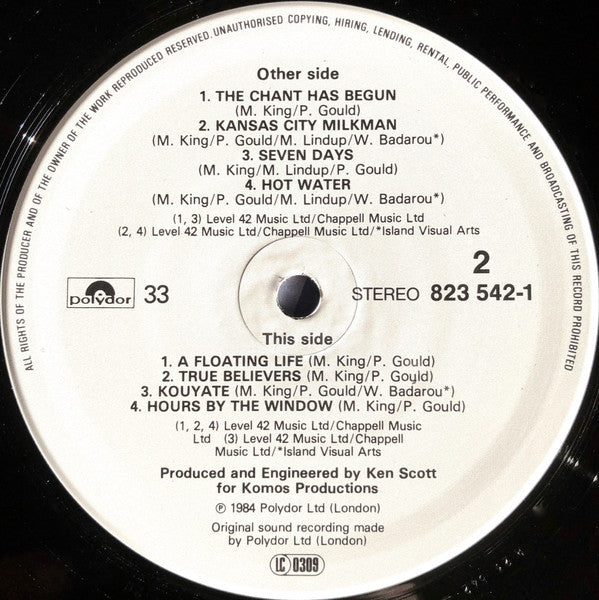 ALL RIGHTS OF THE PRODUCER AND OF THE OWNER OF THE WORK REPRODUCED RESERVED. UNAUTHORISED COPYING, HIRING, LENDING, RENTAL, PUBLIC PERFORMANCE AND BROADCASTING OF THIS RECORD PROHIBITED
Other side
1. THE CHANT HAS BEGUN
(M. King/P. Gould)
2. KANSAS CITY MILKMAN
(M. King/P. Gould/M. Lindup/W. Badarou*)
3. SEVEN DAYS
(M. King/M. Lindup/P. Gould)
4. HOT WATER
(M. King/P. Gould/M. Lindup/W. Badarou*)
(1, 3) Level 42 Music Ltd/Chappell Music Ltd
(2, 4) Level 42 Music Ltd/Chappell Music Ltd/*Island Visual Arts
2
polydor 33 STEREO 823 542-1
This side
1. A FLOATING LIFE (M. King/P. Gould)
2. TRUE BELIEVERS (M. King/P. Gould)
3. KOUYATE (M. King/P. Gould/W. Badarou*)
4. HOURS BY THE WINDOW (M. King/P. Gould)
(1, 2, 4) Level 42 Music Ltd/Chappell Music
Ltd (3) Level 42 Music Ltd/Chappell
Music Ltd/*Island Visual Arts
Produced and Engineered by Ken Scott
for Komos Productions
℗ 1984 Polydor Ltd (London)
Original sound recording made
by Polydor Ltd (London)
LC 0309